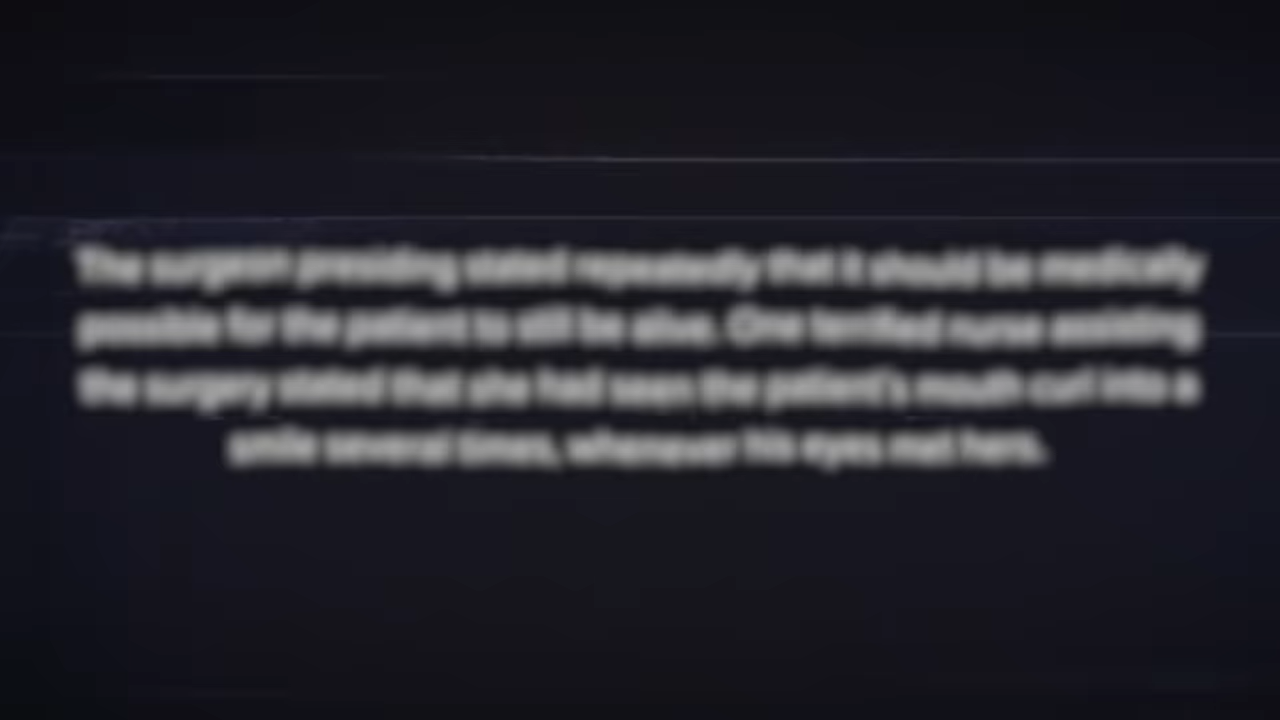 The surgeon presiding stated repeatedly that it should be medically
possible for the patient to still be alive. One terrified nurse assisting
the surgery stated that she had seen the patient's mouth curl into a
smile several times, whenever his eyes met hers.